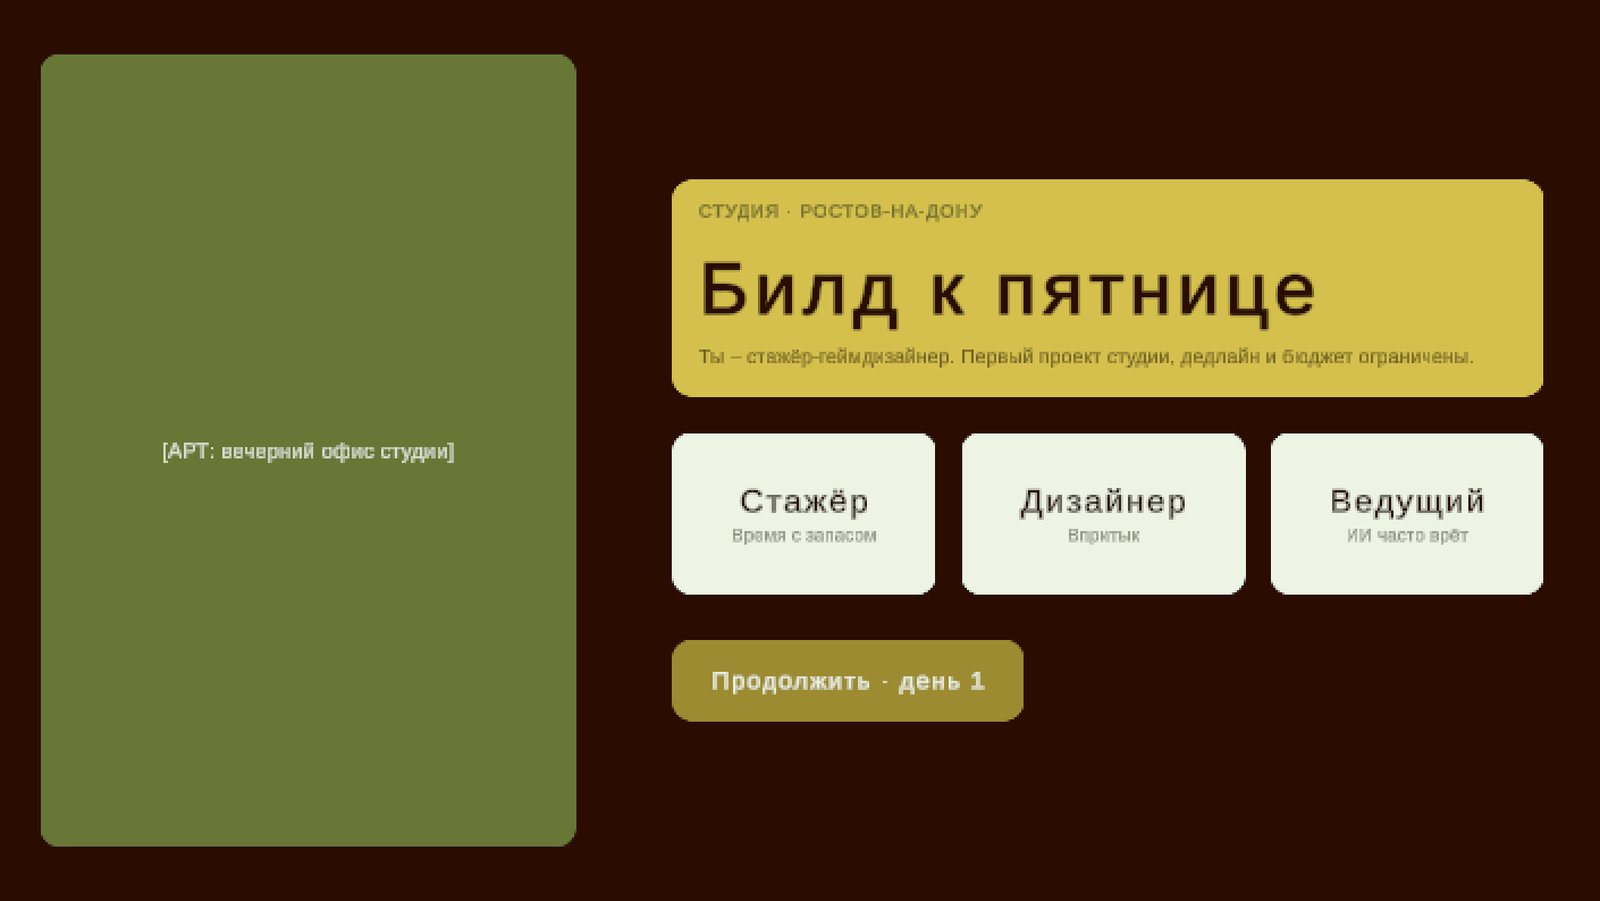 [АРТ: вечерний офис студии]
СТУДИЯ · РОСТОВ-НА-ДОНУ
Билд к пятнице
Ты – стажёр-геймдизайнер. Первый проект студии, дедлайн и бюджет ограничены.
Стажёр
Время с запасом
Дизайнер
Впритык
Ведущий
ИИ часто врёт
Продолжить · день 1